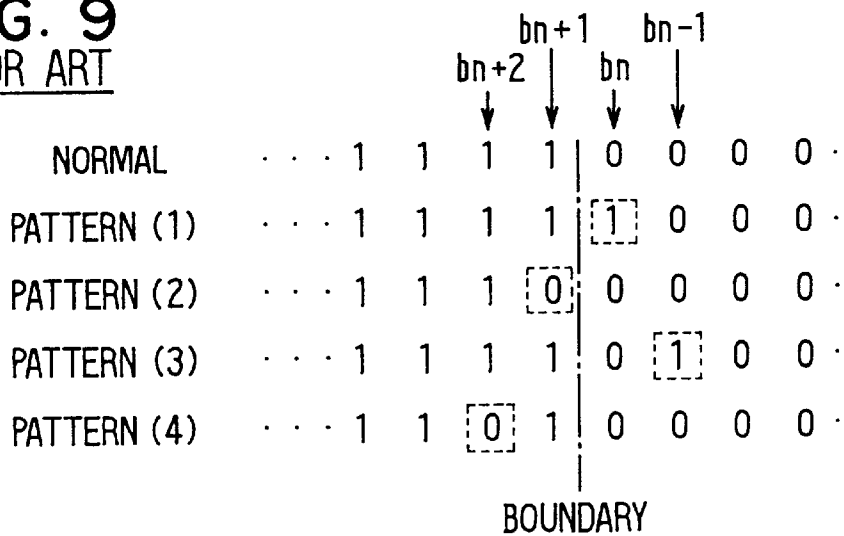 G. 9
OR ART
bn+1 bn-1
bn+2 bn
NORMAL · · · 1 1 1 1 0 0 0 0 ·
PATTERN (1) · · · 1 1 1 1 1 0 0 0 ·
PATTERN (2) · · · 1 1 1 0 0 0 0 0 ·
PATTERN (3) · · · 1 1 1 1 0 1 0 0 ·
PATTERN (4) · · · 1 1 0 1 0 0 0 0 ·
BOUNDARY